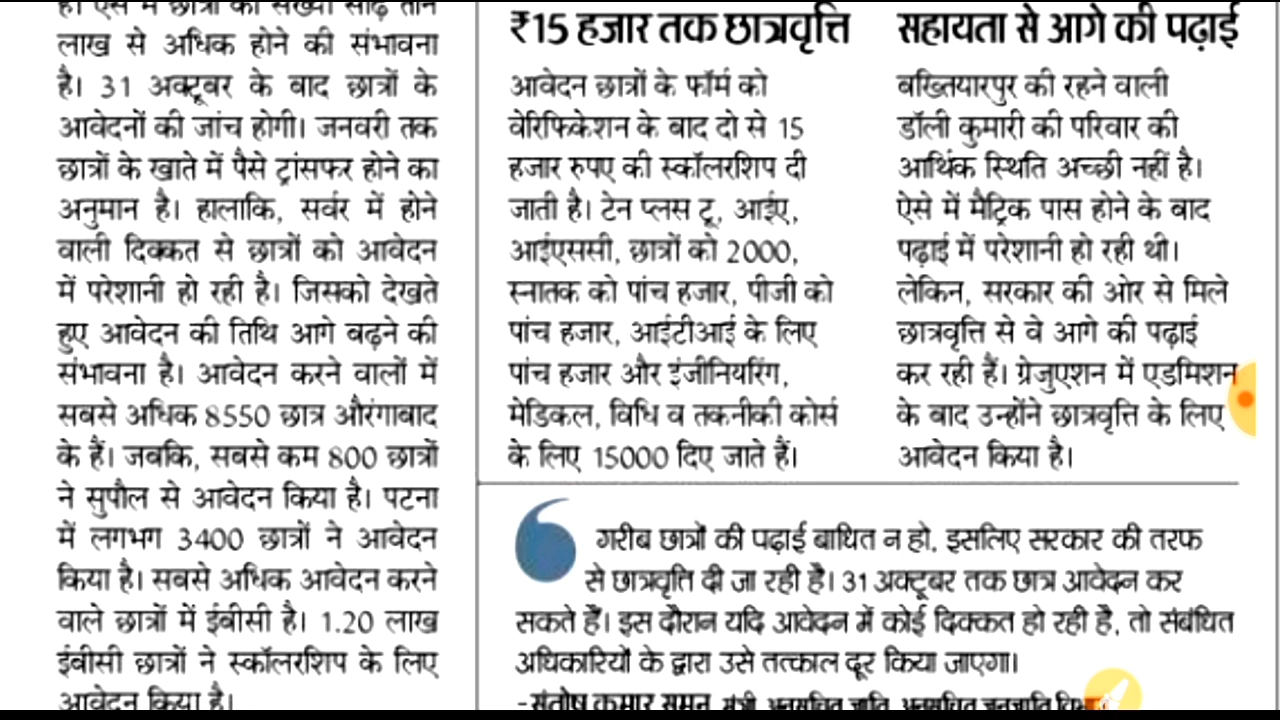 है। ऐसे में छात्रों की संख्या साढ़े तीन
लाख से अधिक होने की संभावना
है। 31 अक्टूबर के बाद छात्रों के
आवेदनों की जांच होगी। जनवरी तक
छात्रों के खाते में पैसे ट्रांसफर होने का
अनुमान है। हालाकि, सर्वर में होने
वाली दिक्कत से छात्रों को आवेदन
में परेशानी हो रही है। जिसको देखते
हुए आवेदन की तिथि आगे बढ़ने की
संभावना है। आवेदन करने वालों में
सबसे अधिक 8550 छात्र औरंगाबाद
के हैं। जबकि, सबसे कम 800 छात्रों
ने सुपौल से आवेदन किया है। पटना
में लगभग 3400 छात्रों ने आवेदन
किया है। सबसे अधिक आवेदन करने
वाले छात्रों में ईबीसी है। 1.20 लाख
ईबीसी छात्रों ने स्कॉलरशिप के लिए
आवेदन किया है।
₹15 हजार तक छात्रवृत्ति
आवेदन छात्रों के फॉर्म को
वेरिफिकेशन के बाद दो से 15
हजार रुपए की स्कॉलरशिप दी
जाती है। टेन प्लस टू, आईए,
आईएससी, छात्रों को 2000,
स्नातक को पांच हजार, पीजी को
पांच हजार, आईटीआई के लिए
पांच हजार और इंजीनियरिंग,
मेडिकल, विधि व तकनीकी कोर्स
के लिए 15000 दिए जाते हैं।
सहायता से आगे की पढ़ाई
बख्तियारपुर की रहने वाली
डॉली कुमारी की परिवार की
आर्थिक स्थिति अच्छी नहीं है।
ऐसे में मैट्रिक पास होने के बाद
पढ़ाई में परेशानी हो रही थी।
लेकिन, सरकार की ओर से मिले
छात्रवृत्ति से वे आगे की पढ़ाई
कर रही हैं। ग्रेजुएशन में एडमिशन
के बाद उन्होंने छात्रवृत्ति के लिए
आवेदन किया है।
गरीब छात्रों की पढ़ाई बाधित न हो, इसलिए सरकार की तरफ
से छात्रवृत्ति दी जा रही है। 31 अक्टूबर तक छात्र आवेदन कर
सकते हैं। इस दौरान यदि आवेदन में कोई दिक्कत हो रही है, तो संबंधित
अधिकारियों के द्वारा उसे तत्काल दूर किया जाएगा।
-संतोष कुमार सुमन, मंत्री, अनुसूचित जाति, अनुसूचित जनजाति